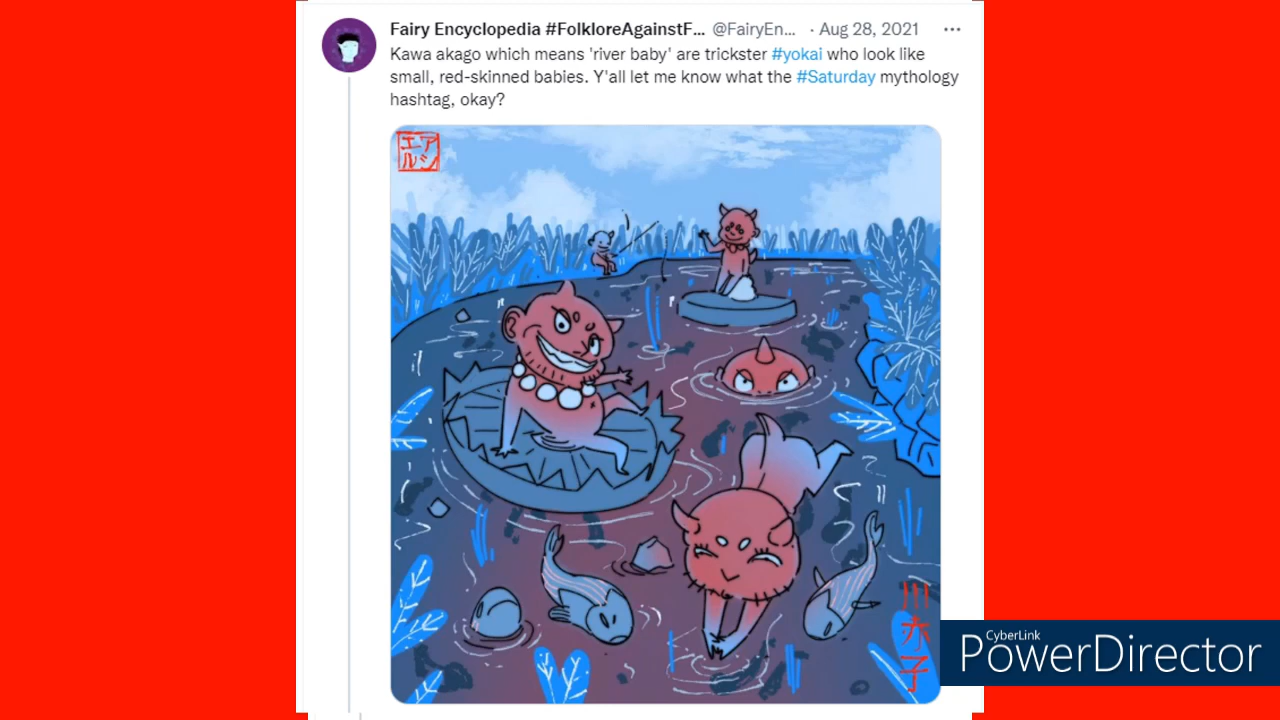 Fairy Encyclopedia #FolkloreAgainstF... @FairyEn... · Aug 28, 2021 ...
Kawa akago which means 'river baby' are trickster #yokai who look like
small, red-skinned babies. Y'all let me know what the #Saturday mythology
hashtag, okay?
アシ
エル
川赤子
CyberLink
PowerDirector